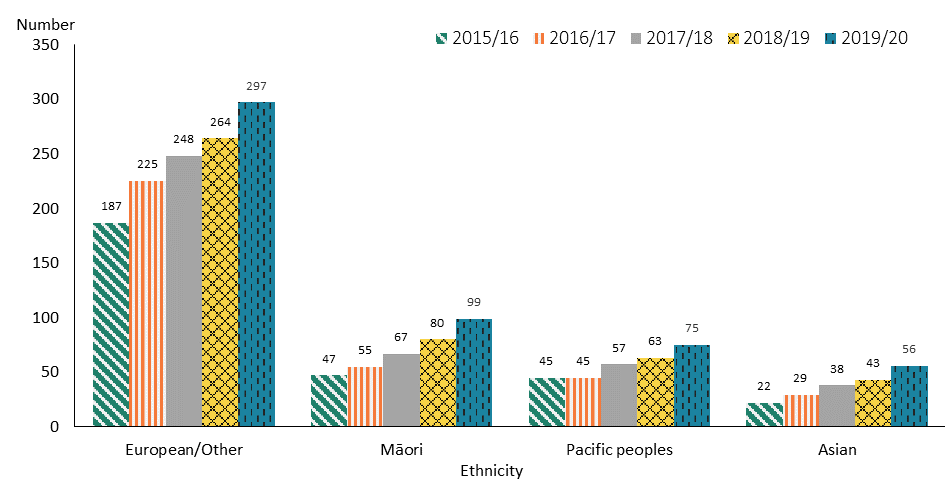 Number
2015/16 2016/17 2017/18 2018/19 2019/20
350
300
250
200
150
100
50
0
187 225 248 264 297
47 55 67 80 99
45 45 57 63 75
22 29 38 43 56
European/Other Māori Pacific peoples Asian
Ethnicity